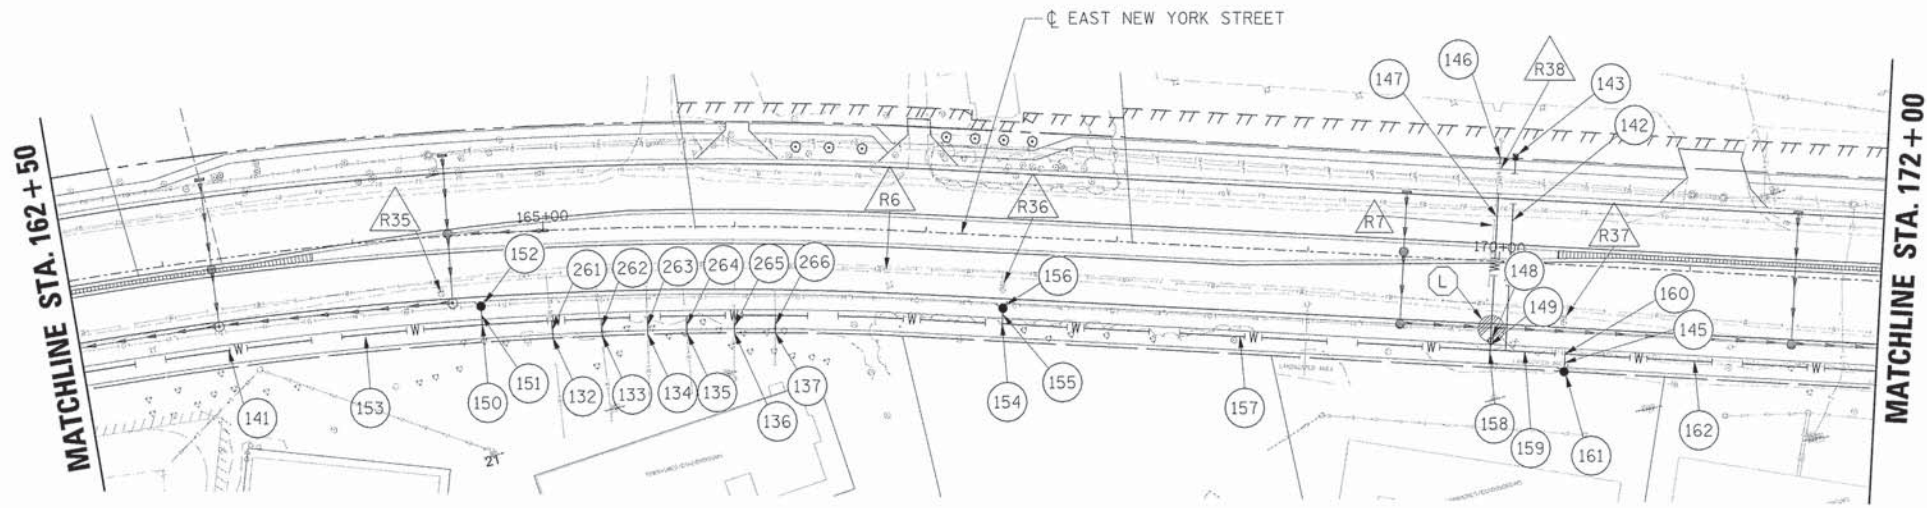 ℄ EAST NEW YORK STREET
MATCHLINE STA. 162+50
MATCHLINE STA. 172+00
146
R38
147
143
142
R35
165+00
R6
R36
R7
170+00
R37
152
261
262
263
264
265
266
156
L
148
149
160
145
W
W
W
W
W
W
W
W
W
W
W
141
153
150
151
132
133
134
135
136
137
154
155
157
158
159
161
162
21